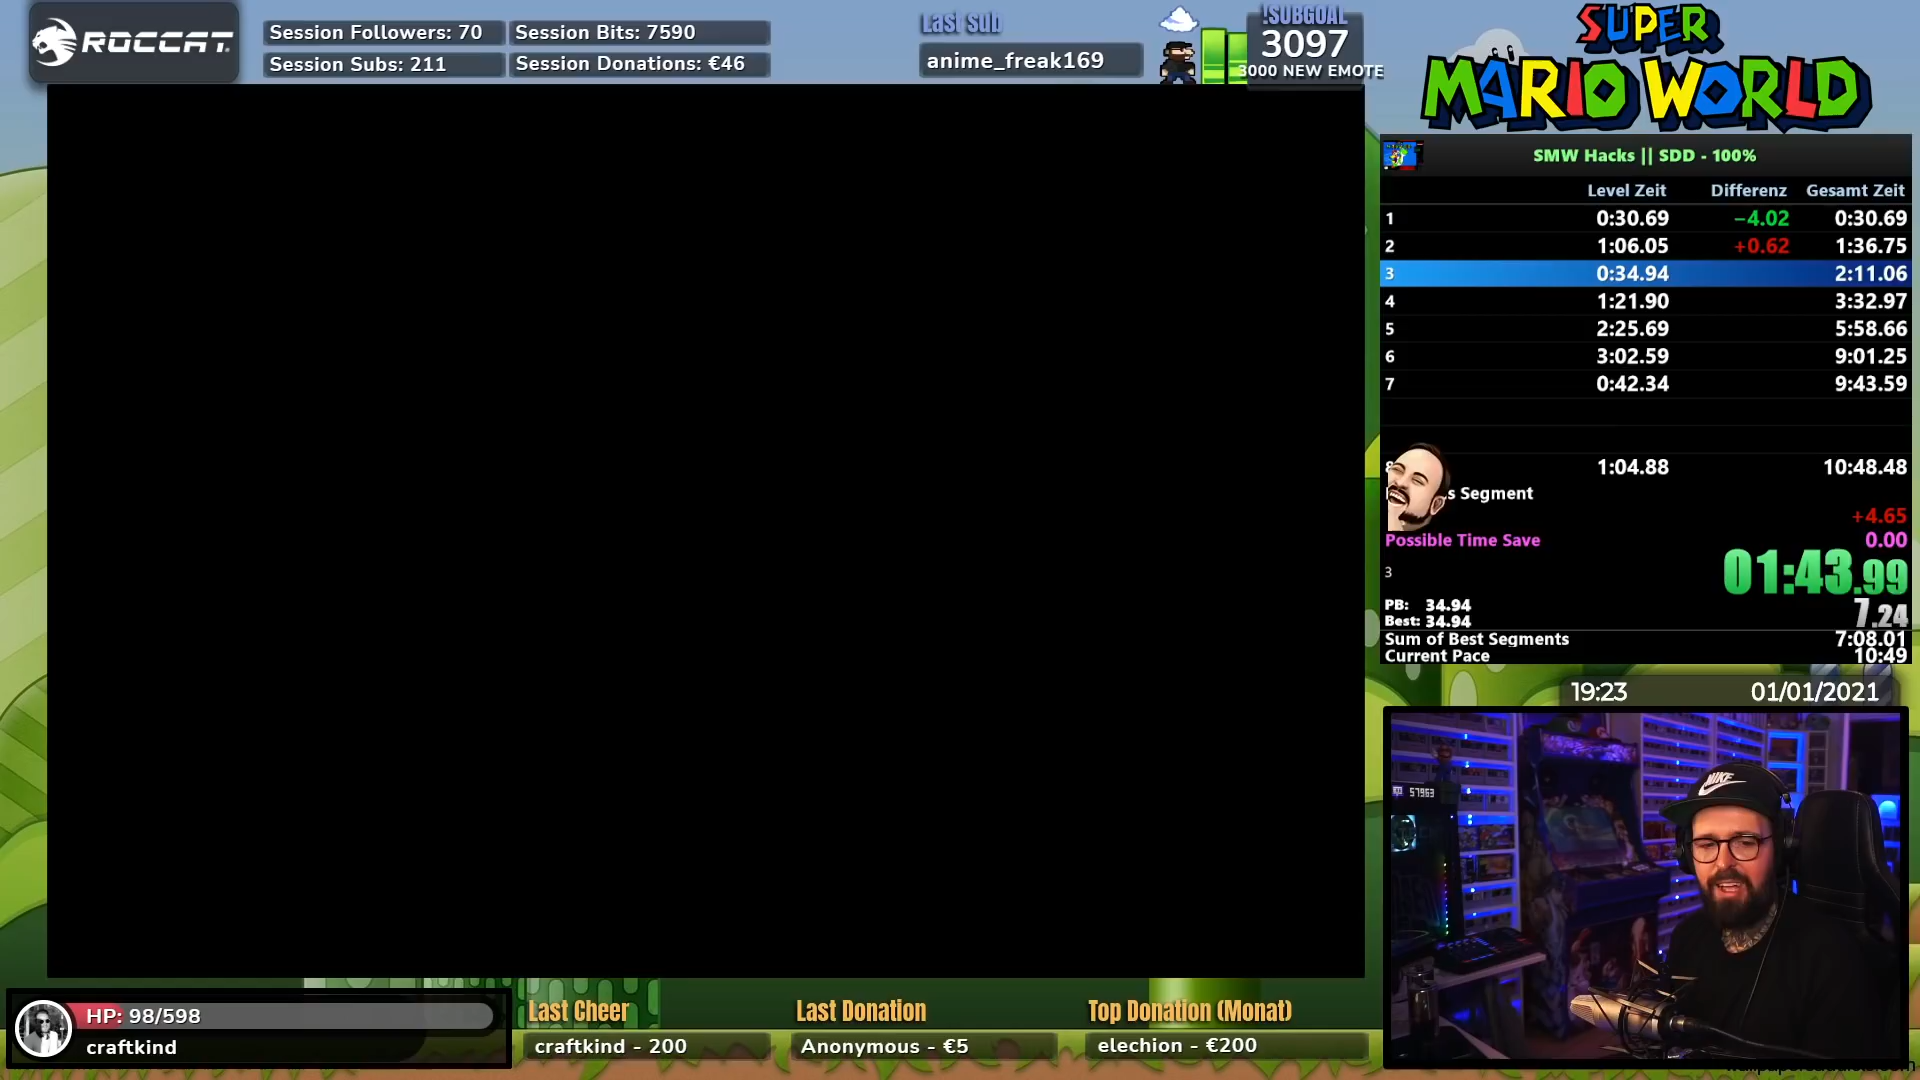 ROCCAT
Session Followers: 70
Session Bits: 7590
Session Subs: 211
Session Donations: €46
Last Sub
anime_freak169
!SUBGOAL
3097
3000 NEW EMOTE
SUPER
MARIO WORLD
SMW Hacks || SDD - 100%
Level Zeit Differenz Gesamt Zeit
1 0:30.69 −4.02 0:30.69
2 1:06.05 +0.62 1:36.75
3 0:34.94 2:11.06
4 1:21.90 3:32.97
5 2:25.69 5:58.66
6 3:02.59 9:01.25
7 0:42.34 9:43.59
1:04.88 10:48.48
s Segment
+4.65
Possible Time Save 0.00
3 01:43.99
PB: 34.94
Best: 34.94
7.24
Sum of Best Segments 7:08.01
Current Pace 10:49
19:23 01/01/2021
57963
NIKE
HP: 98/598
craftkind
Last Cheer
craftkind - 200
Last Donation
Anonymous - €5
Top Donation (Monat)
elechion - €200